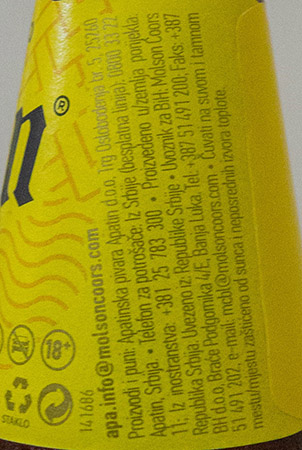 n®
18+
STAKLO
141686
apa.info@molsoncoors.com
Proizvodi i puni: Apatinska pivara Apatin d.o.o. Trg Oslobođenja br. 5, 25260
Apatin, Srbija. • Telefon za potrošače: Iz Srbije (besplatna linija): 0800 33 22
11; Iz inostranstva: +381 25 783 300 • Proizvedeno u/zemlja porijekla:
Republika Srbija. Uvezeno iz: Republike Srbije • Uvoznik za BiH: Molson Coors
BH d.o.o. Braće Podgornika 4/E, Banja Luka, Tel: +387 51 491 200; Faks: +387
51 491 202, e-mail: mcbh@molsoncoors.com • Čuvati na suvom i tamnom
mestu/mjestu zaštićeno od sunca i neposrednih izvora toplote.